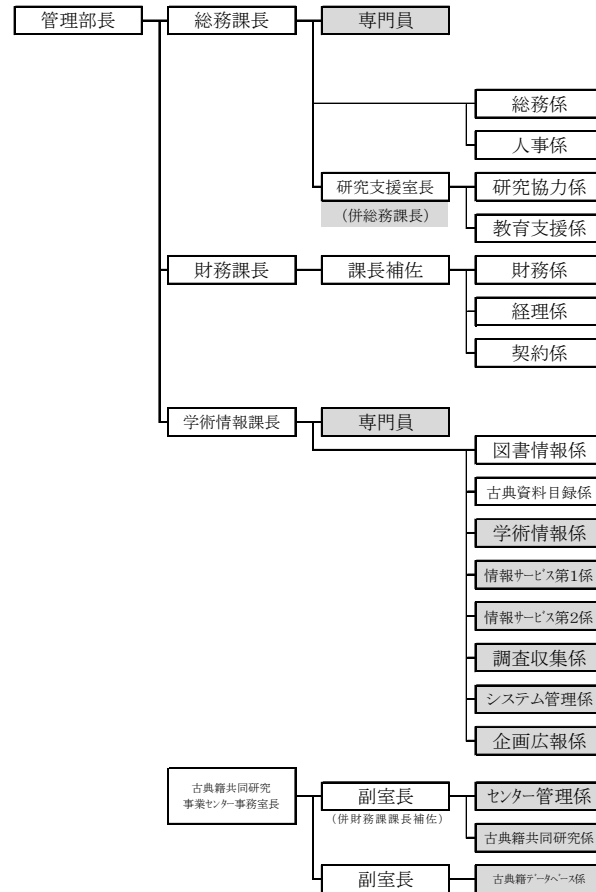 管理部長
総務課長
専門員
総務係
人事係
研究支援室長
(併総務課長)
研究協力係
教育支援係
財務課長
課長補佐
財務係
経理係
契約係
学術情報課長
専門員
図書情報係
古典資料目録係
学術情報係
情報サービス第1係
情報サービス第2係
調査収集係
システム管理係
企画広報係
古典籍共同研究
事業センター事務室長
副室長
(併財務課課長補佐)
センター管理係
古典籍共同研究係
副室長
古典籍データベース係